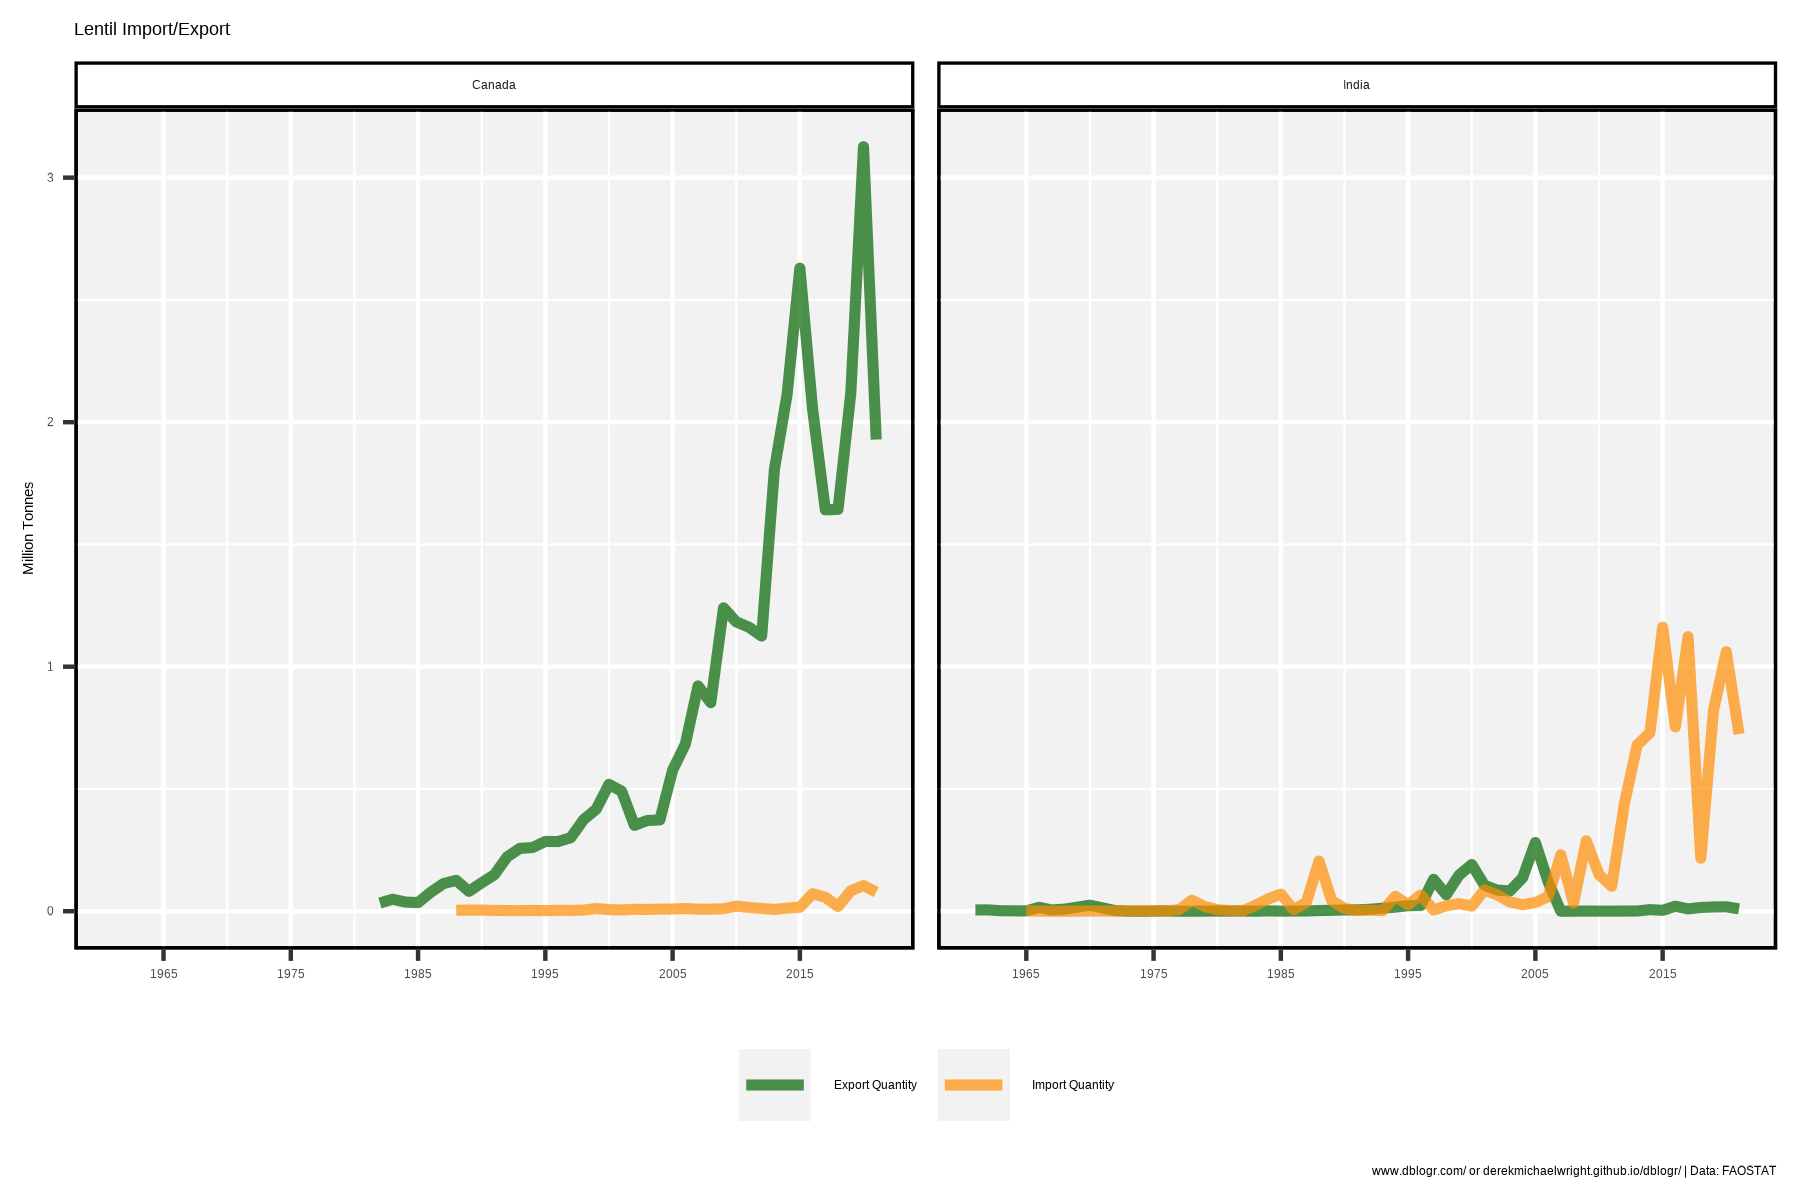 Lentil Import/Export
Canada
India
Million Tonnes
3
2
1
0
1965 1975 1985 1995 2005 2015
1965 1975 1985 1995 2005 2015
Export Quantity
Import Quantity
www.dblogr.com/ or derekmichaelwright.github.io/dblogr/ | Data: FAOSTAT